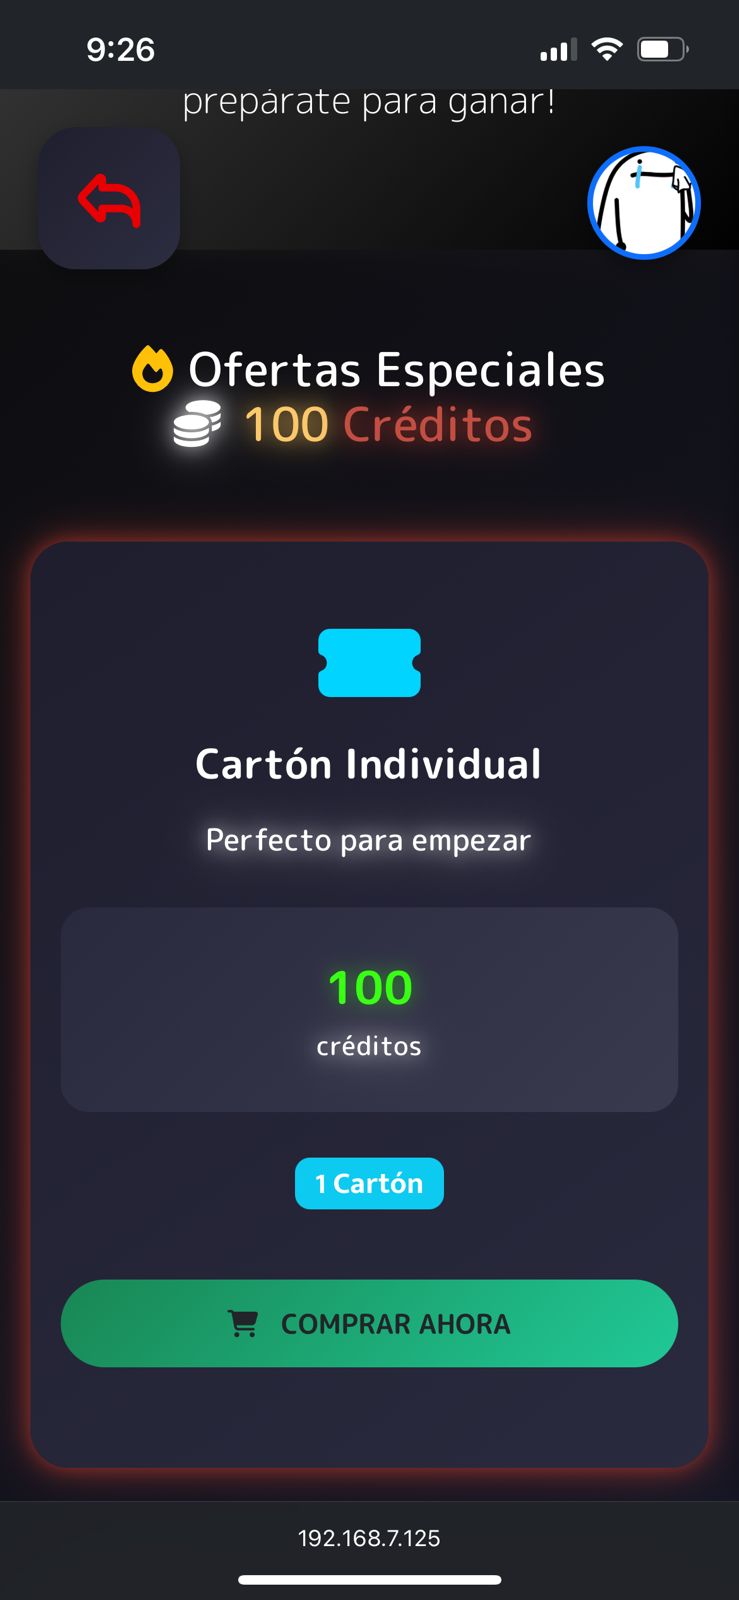 9:26
prepárate para ganar!
Ofertas Especiales
100 Créditos
Cartón Individual
Perfecto para empezar
100
créditos
1 Cartón
COMPRAR AHORA
192.168.7.125